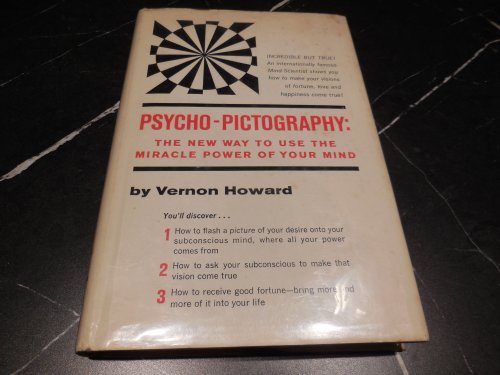 INCREDIBLE BUT TRUE!
An internationally famous
Mind Scientist shows you
how to make your visions
of fortune, love and
happiness come true!
PSYCHO-PICTOGRAPHY:
THE NEW WAY TO USE THE
MIRACLE POWER OF YOUR MIND
by Vernon Howard
You'll discover . . .
1 How to flash a picture of your desire onto your
subconscious mind, where all your power
comes from
2 How to ask your subconscious to make that
vision come true
3 How to receive good fortune—bring more and
more of it into your life